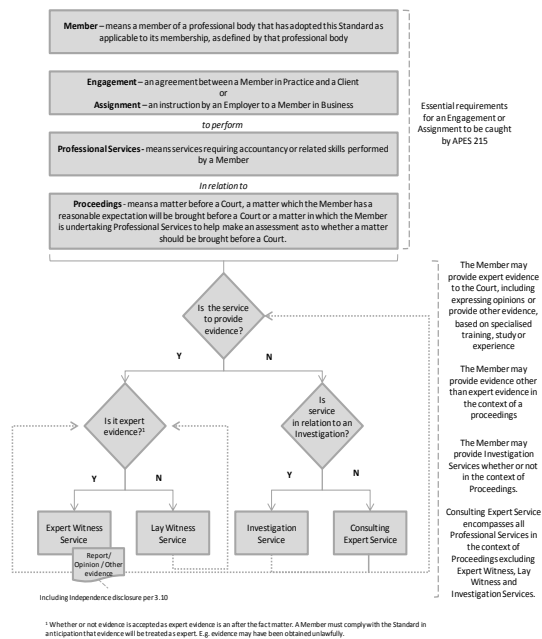 Member – means a member of a professional body that has adopted this Standard as
applicable to its membership, as defined by that professional body
Engagement – an agreement between a Member in Practice and a Client
or
Assignment – an instruction by an Employer to a Member in Business
to perform
Professional Services - means services requiring accountancy or related skills performed
by a Member
In relation to
Proceedings - means a matter before a Court, a matter which the Member has a
reasonable expectation will be brought before a Court or a matter in which the Member
is undertaking Professional Services to help make an assessment as to whether a matter
should be brought before a Court.
Essential requirements
for an Engagement or
Assignment to be caught
by APES 215
Is the service
to provide
evidence?
Y
N
Is it expert
evidence?¹
Is
service
in relation to an
Investigation?
Y
N
Y
N
Expert Witness
Service
Lay Witness
Service
Investigation
Service
Consulting
Expert Service
Report/
Opinion / Other
evidence
Including Independence disclosure per 3.10
The Member may
provide expert evidence
to the Court, including
expressing opinions or
provide other evidence,
based on specialised
training, study or
experience
The Member may
provide evidence other
than expert evidence in
the context of a
proceedings
The Member may
provide Investigation
Services whether or not
in the context of
Proceedings.
Consulting Expert Service
encompasses all
Professional Services in
the context of
Proceedings excluding
Expert Witness, Lay
Witness and
Investigation Services.
¹ Whether or not evidence is accepted as expert evidence is an after the fact matter. A Member must comply with the Standard in
anticipation that evidence will be treated as expert. E.g. evidence may have been obtained unlawfully.